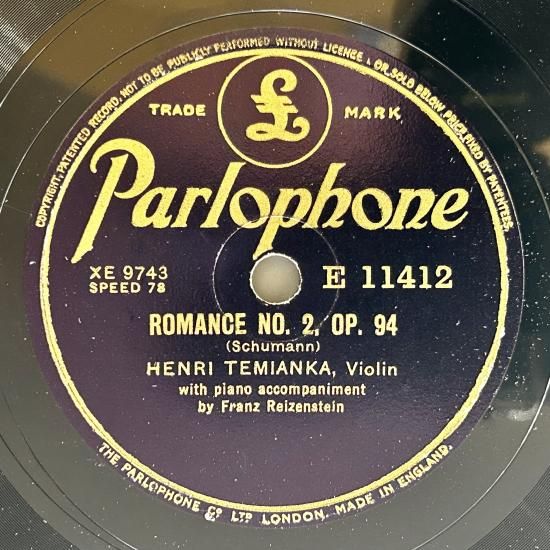 COPYRIGHT, PATENTED RECORD, NOT TO BE PUBLICLY PERFORMED WITHOUT LICENCE & OR, SOLD BELOW PRICE FIXED BY PATENTEES.
TRADE £ MARK
Parlophone
XE 9743
SPEED 78
E 11412
ROMANCE NO. 2, OP. 94
(Schumann)
HENRI TEMIANKA, Violin
with piano accompaniment
by Franz Reizenstein
THE PARLOPHONE Co LTD LONDON. MADE IN ENGLAND.